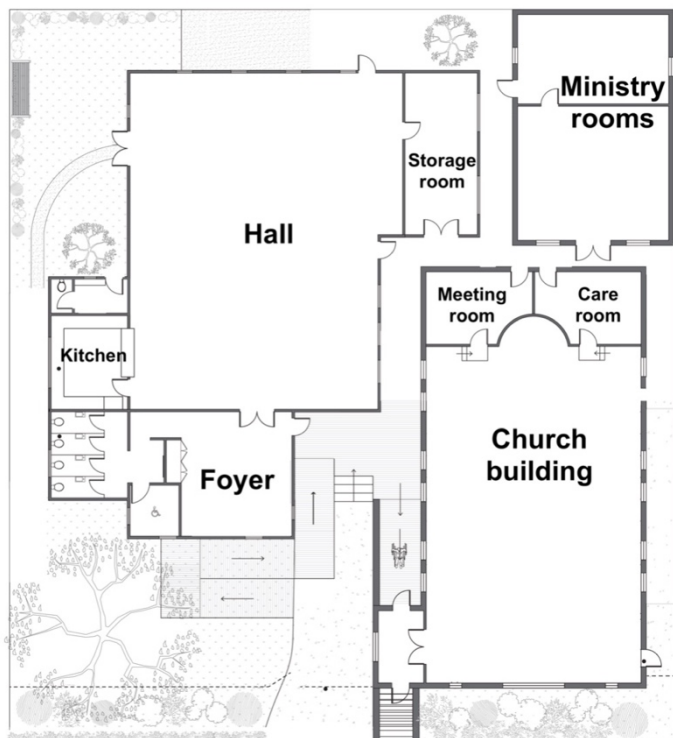 Ministry
rooms
Storage
room
Hall
Meeting
room
Care
room
Kitchen
Church
building
Foyer